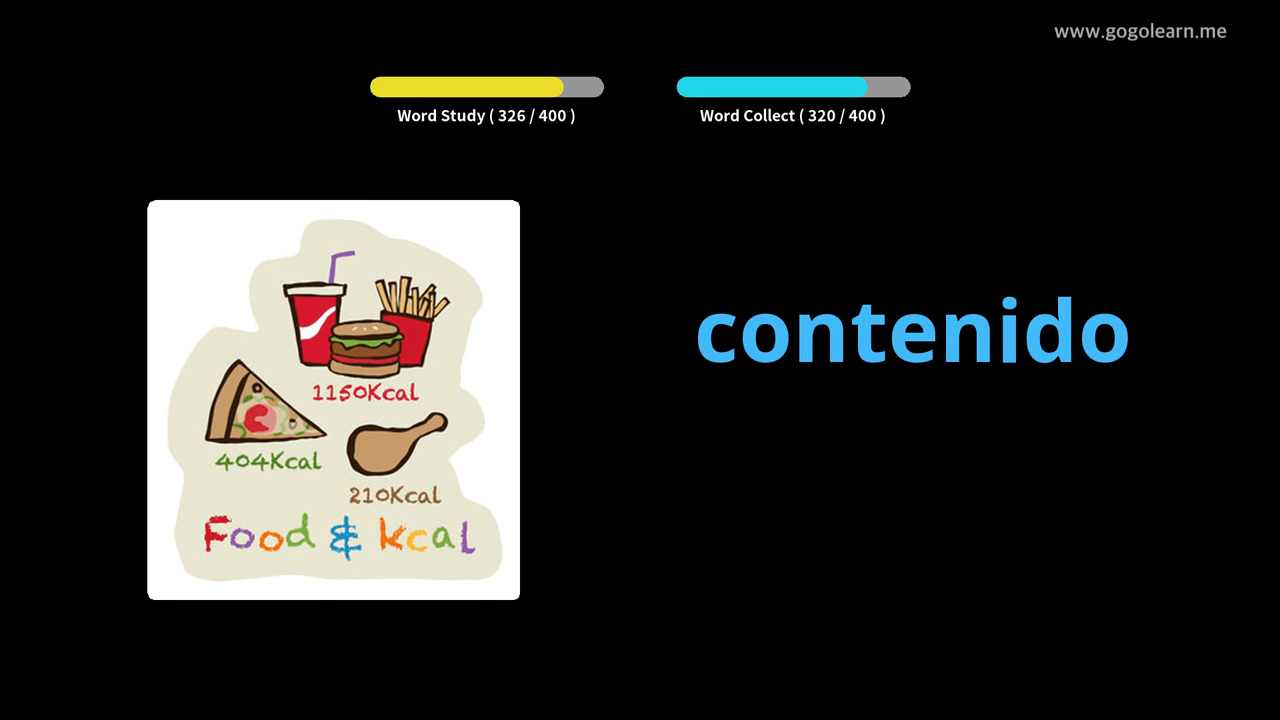 www.gogolearn.me
Word Study ( 326 / 400 )
Word Collect ( 320 / 400 )
1150Kcal
404Kcal
210Kcal
Food & kcal
contenido